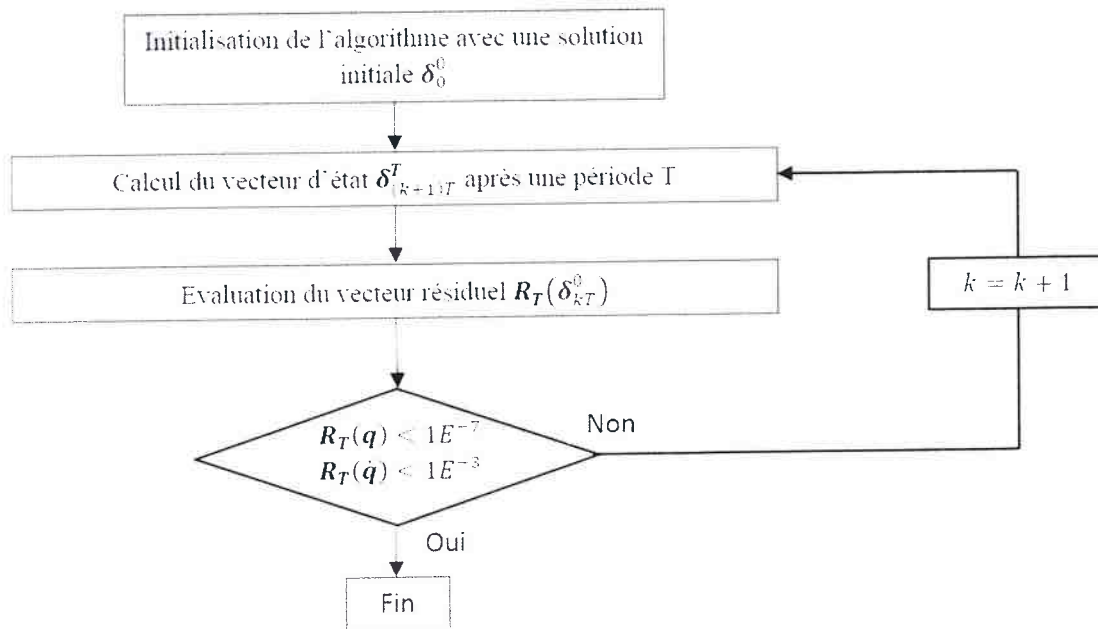 Initialisation de l'algorithme avec une solution
initiale δ₀⁰
Calcul du vecteur d'état δᵀ₍ₖ₊₁₎T après une période T
Evaluation du vecteur résiduel R_T(δ⁰_kT)
k = k + 1
R_T(q) < 1E⁻⁷
R_T(q̇) < 1E⁻³
Non
Oui
Fin